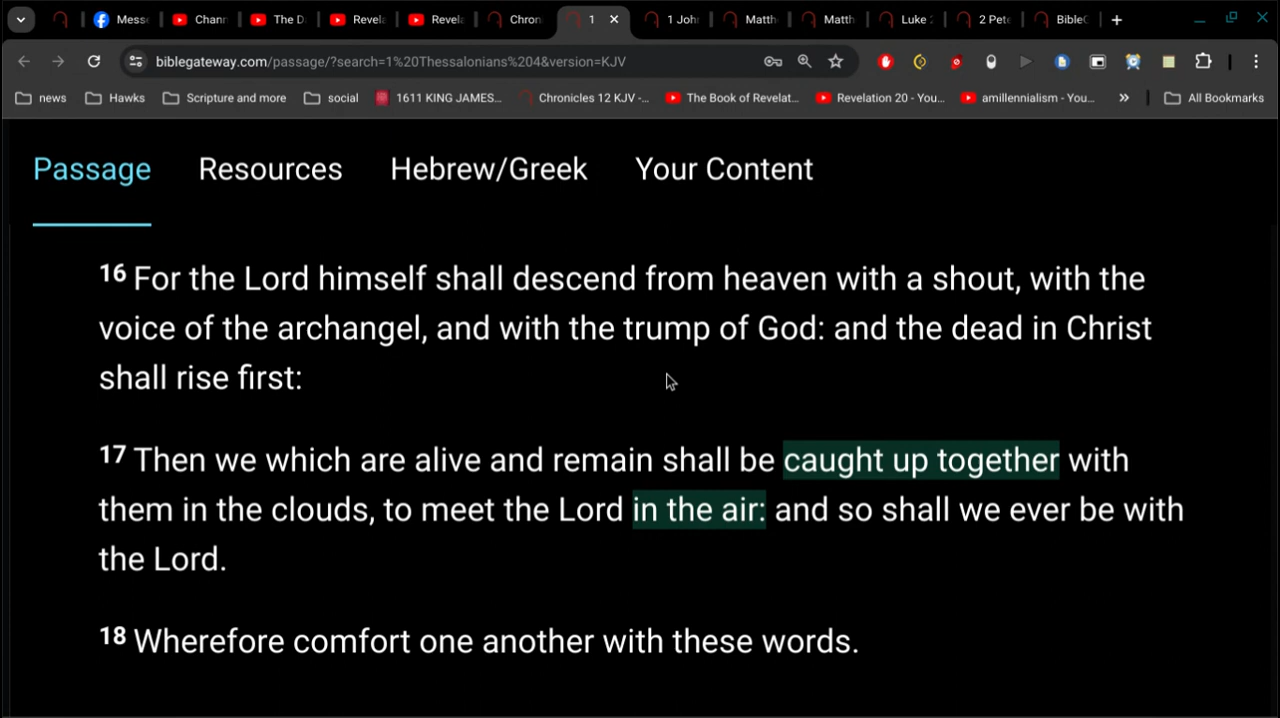 Messe
Chann
The D
Revela
Revela
Chron
1
1 Joh
Matth
Matth
Luke 2
2 Pete
BibleG
biblegateway.com/passage/?search=1%20Thessalonians%204&version=KJV
news
Hawks
Scripture and more
social
1611 KING JAMES...
Chronicles 12 KJV -...
The Book of Revelat...
Revelation 20 - You...
amillennialism - You...
»
All Bookmarks
Passage Resources Hebrew/Greek Your Content
16 For the Lord himself shall descend from heaven with a shout, with the
voice of the archangel, and with the trump of God: and the dead in Christ
shall rise first:
17 Then we which are alive and remain shall be caught up together with
them in the clouds, to meet the Lord in the air: and so shall we ever be with
the Lord.
18 Wherefore comfort one another with these words.